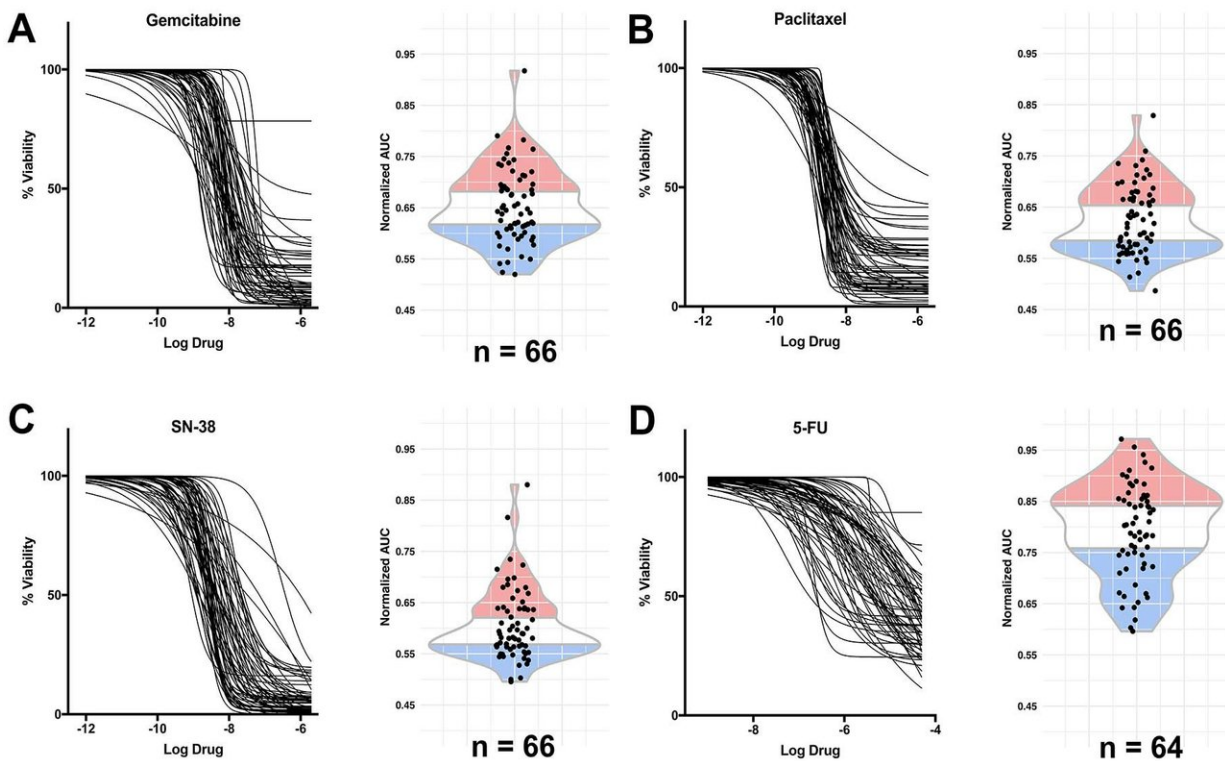 A
Gemcitabine
% Viability
100
50
0
-12
-10
-8
-6
Log Drug
Normalized AUC
0.95
0.85
0.75
0.65
0.55
0.45
n = 66
B
Paclitaxel
% Viability
100
50
0
-12
-10
-8
-6
Log Drug
Normalized AUC
0.95
0.85
0.75
0.65
0.55
0.45
n = 66
C
SN-38
% Viability
100
50
0
-12
-10
-8
-6
Log Drug
Normalized AUC
0.95
0.85
0.75
0.65
0.55
0.45
n = 66
D
5-FU
% Viability
100
50
0
-8
-6
-4
Log Drug
Normalized AUC
0.95
0.85
0.75
0.65
0.55
0.45
n = 64